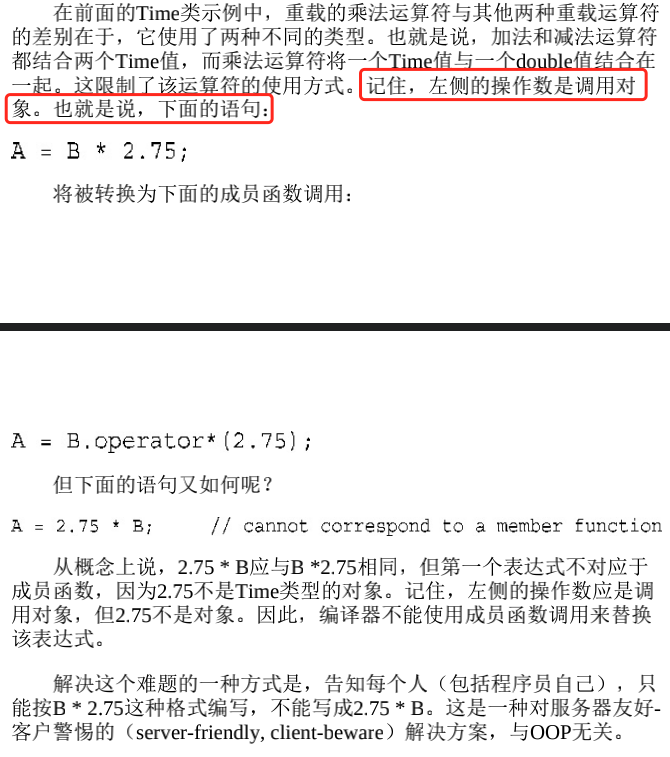 在前面的Time类示例中，重载的乘法运算符与其他两种重载运算符
的差别在于，它使用了两种不同的类型。也就是说，加法和减法运算符
都结合两个Time值，而乘法运算符将一个Time值与一个double值结合在
一起。这限制了该运算符的使用方式。记住，左侧的操作数是调用对
象。也就是说，下面的语句：
A = B * 2.75;
将被转换为下面的成员函数调用：
A = B.operator*(2.75);
但下面的语句又如何呢？
A = 2.75 * B; // cannot correspond to a member function
从概念上说，2.75 * B应与B *2.75相同，但第一个表达式不对应于
成员函数，因为2.75不是Time类型的对象。记住，左侧的操作数应是调
用对象，但2.75不是对象。因此，编译器不能使用成员函数调用来替换
该表达式。
解决这个难题的一种方式是，告知每个人（包括程序员自己），只
能按B * 2.75这种格式编写，不能写成2.75 * B。这是一种对服务器友好-
客户警惕的（server-friendly, client-beware）解决方案，与OOP无关。